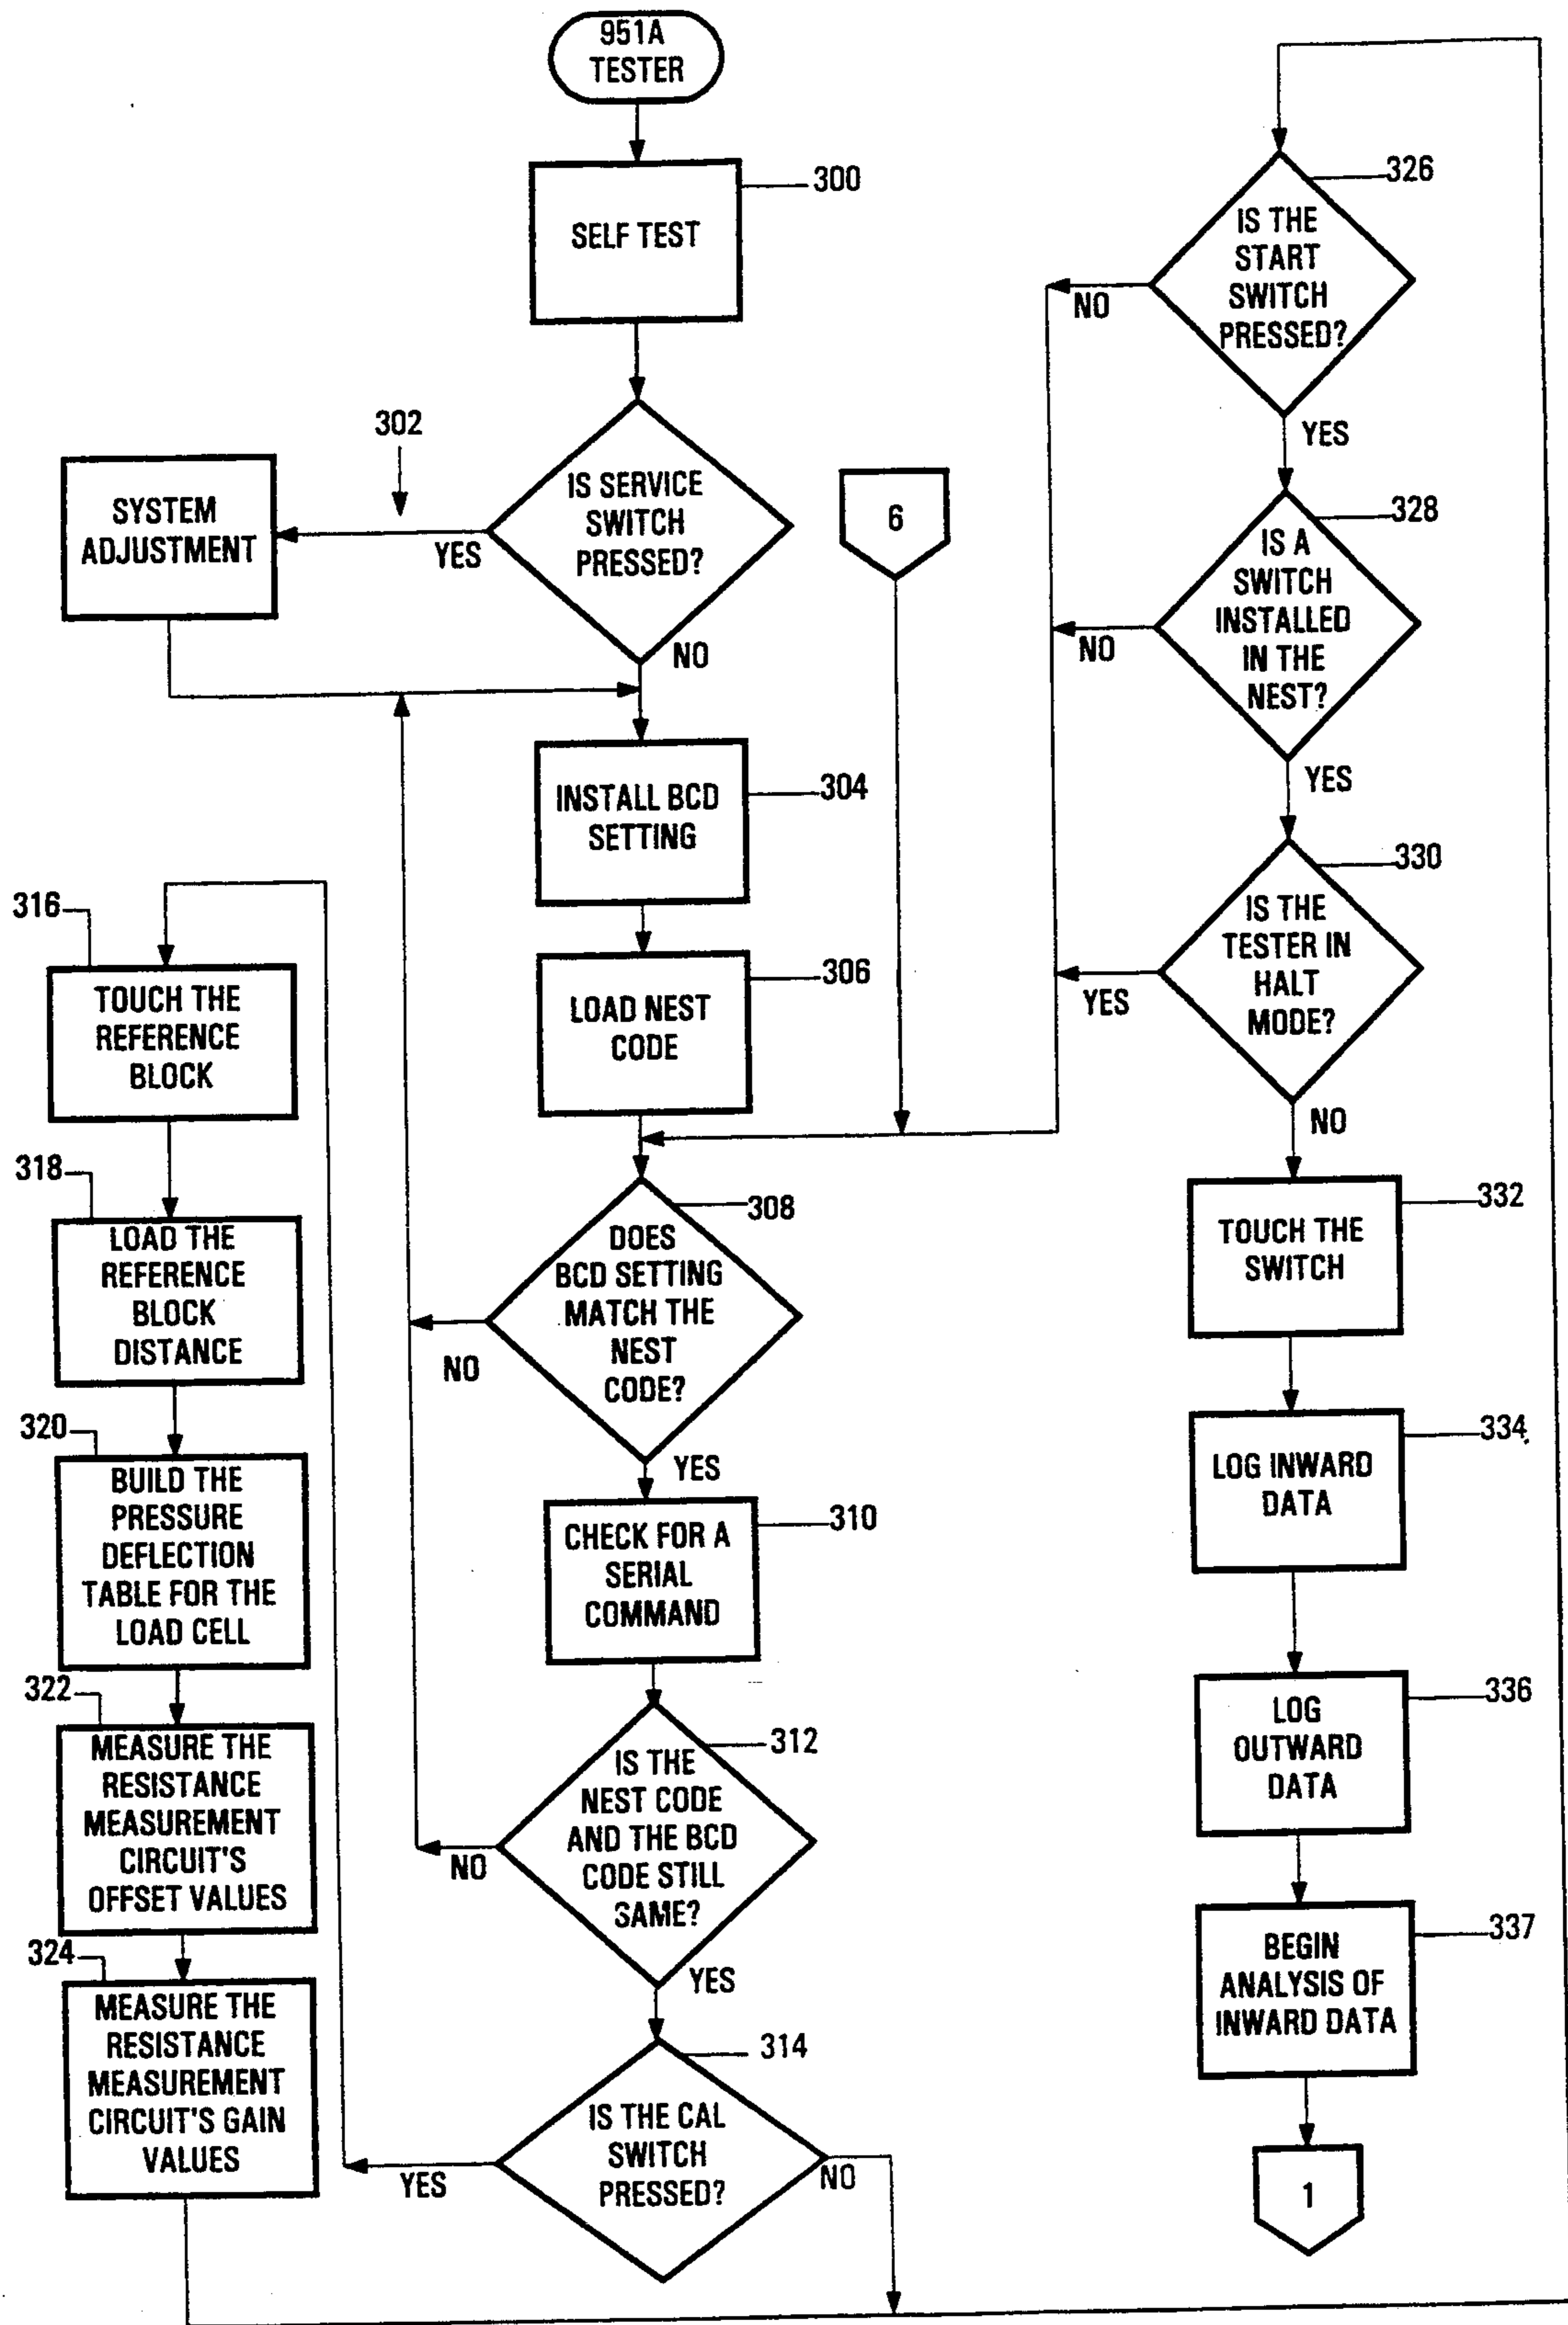 951A
TESTER
300
SELF TEST
302
IS SERVICE
SWITCH
PRESSED?
YES
NO
SYSTEM
ADJUSTMENT
6
INSTALL BCD
SETTING
304
LOAD NEST
CODE
306
308
DOES
BCD SETTING
MATCH THE
NEST
CODE?
NO
YES
CHECK FOR A
SERIAL
COMMAND
310
312
IS THE
NEST CODE
AND THE BCD
CODE STILL
SAME?
NO
YES
314
IS THE CAL
SWITCH
PRESSED?
YES
NO
316
TOUCH THE
REFERENCE
BLOCK
318
LOAD THE
REFERENCE
BLOCK
DISTANCE
320
BUILD THE
PRESSURE
DEFLECTION
TABLE FOR THE
LOAD CELL
322
MEASURE THE
RESISTANCE
MEASUREMENT
CIRCUIT'S
OFFSET VALUES
324
MEASURE THE
RESISTANCE
MEASUREMENT
CIRCUIT'S GAIN
VALUES
326
IS THE
START
SWITCH
PRESSED?
NO
YES
328
IS A
SWITCH
INSTALLED
IN THE
NEST?
NO
YES
330
IS THE
TESTER IN
HALT
MODE?
YES
NO
332
TOUCH THE
SWITCH
334
LOG INWARD
DATA
336
LOG
OUTWARD
DATA
337
BEGIN
ANALYSIS OF
INWARD DATA
1